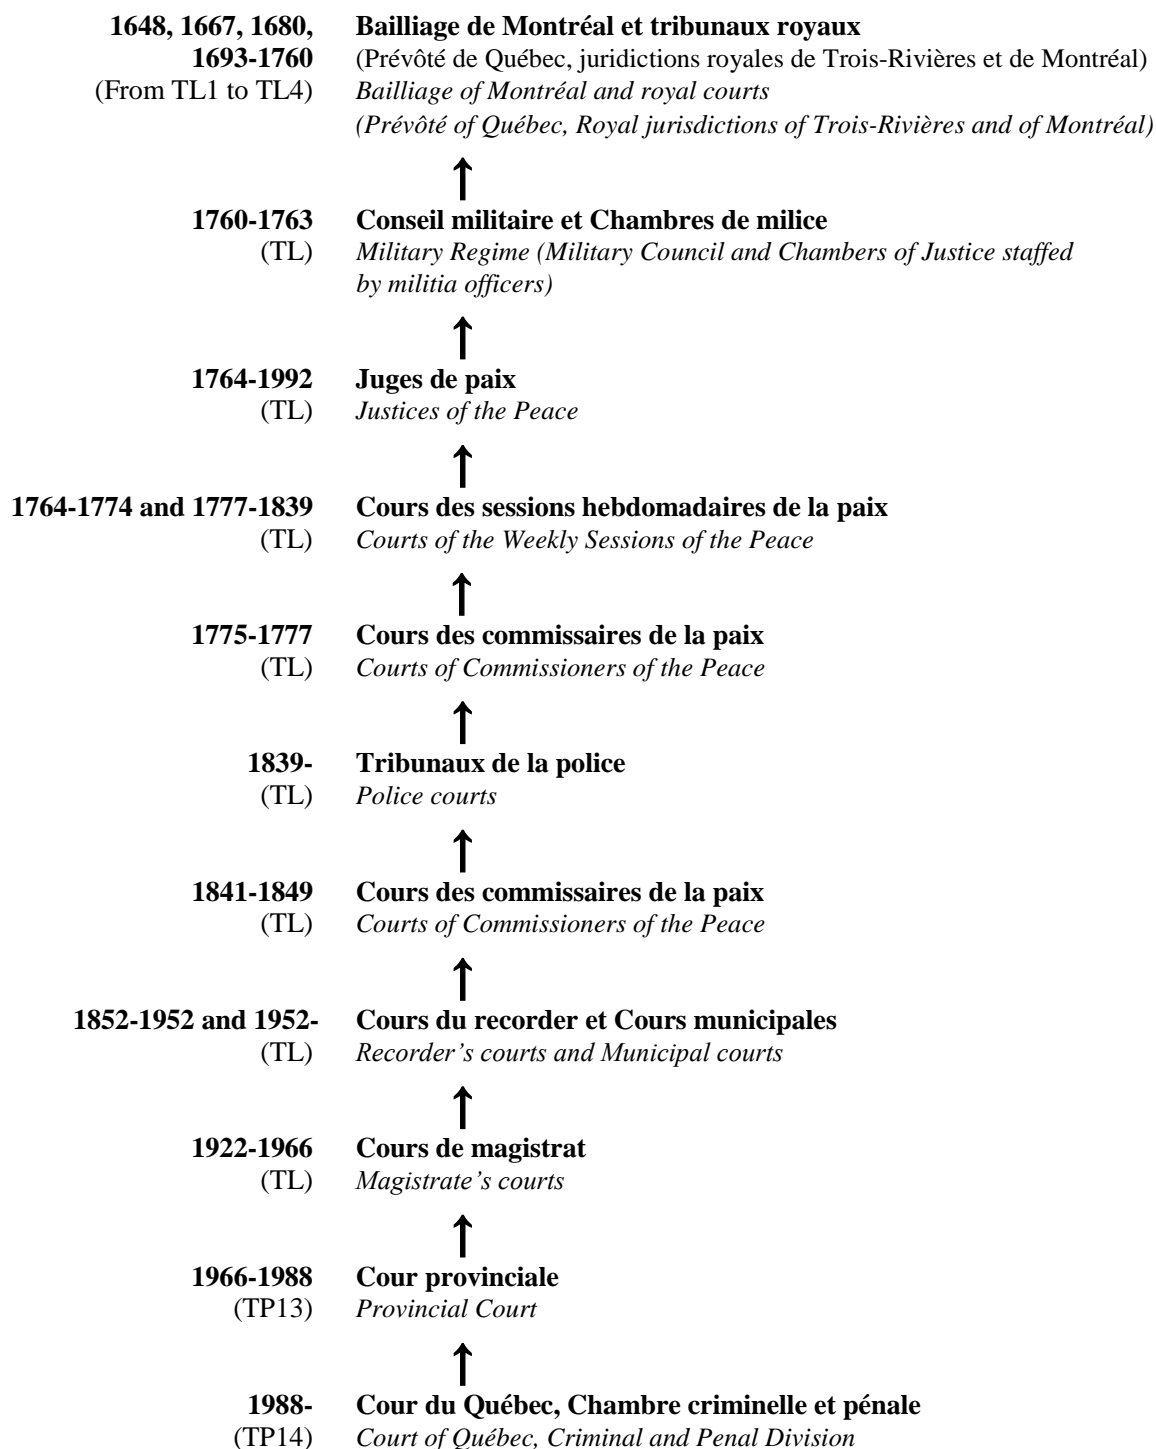 1648, 1667, 1680, Bailliage de Montréal et tribunaux royaux
1693-1760 (Prévôté de Québec, juridictions royales de Trois-Rivières et de Montréal)
(From TL1 to TL4) Bailliage of Montréal and royal courts
(Prévôté of Québec, Royal jurisdictions of Trois-Rivières and of Montréal)
↑
1760-1763 Conseil militaire et Chambres de milice
(TL) Military Regime (Military Council and Chambers of Justice staffed
by militia officers)
↑
1764-1992 Juges de paix
(TL) Justices of the Peace
↑
1764-1774 and 1777-1839 Cours des sessions hebdomadaires de la paix
(TL) Courts of the Weekly Sessions of the Peace
↑
1775-1777 Cours des commissaires de la paix
(TL) Courts of Commissioners of the Peace
↑
1839- Tribunaux de la police
(TL) Police courts
↑
1841-1849 Cours des commissaires de la paix
(TL) Courts of Commissioners of the Peace
↑
1852-1952 and 1952- Cours du recorder et Cours municipales
(TL) Recorder’s courts and Municipal courts
↑
1922-1966 Cours de magistrat
(TL) Magistrate’s courts
↑
1966-1988 Cour provinciale
(TP13) Provincial Court
↑
1988- Cour du Québec, Chambre criminelle et pénale
(TP14) Court of Québec, Criminal and Penal Division